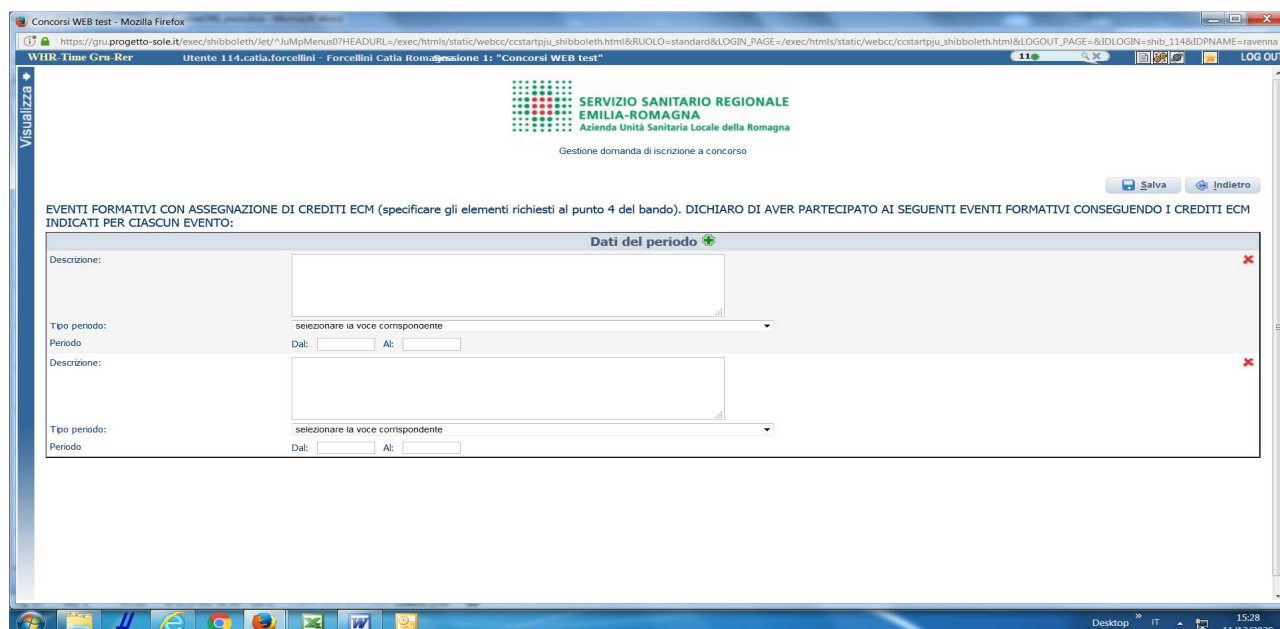 Concorsi WEB test - Mozilla Firefox
https://gru.progetto-sole.it/exec/shibboleth/Jet/^JuMpMenus0?HEADURL=/exec/htmls/static/webcc/ccstartpju_shibboleth.html&RUOLO=standard&LOGIN_PAGE=/exec/htmls/static/webcc/ccstartpju_shibboleth.html&LOGOUT_PAGE=&IDLOGIN=shib_114&IDPNAME=ravenna
WHR-Time Gru-Rer Utente 114.catia.forcellini - Forcellini Catia 1: "Concorsi WEB test" 11 LOG OU
Visualizza
SERVIZIO SANITARIO REGIONALE
EMILIA-ROMAGNA
Azienda Unità Sanitaria Locale della Romagna
Gestione domanda di iscrizione a concorso
Salva Indietro
EVENTI FORMATIVI CON ASSEGNAZIONE DI CREDITI ECM (specificare gli elementi richiesti al punto 4 del bando). DICHIARO DI AVER PARTECIPATO AI SEGUENTI EVENTI FORMATIVI CONSEGUENDO I CREDITI ECM
INDICATI PER CIASCUN EVENTO:
Dati del periodo
Descrizione:
Tipo periodo: selezionare la voce corrispondente
Periodo Dal: Al:
Descrizione:
Tipo periodo: selezionare la voce corrispondente
Periodo Dal: Al:
Desktop » IT 15:28